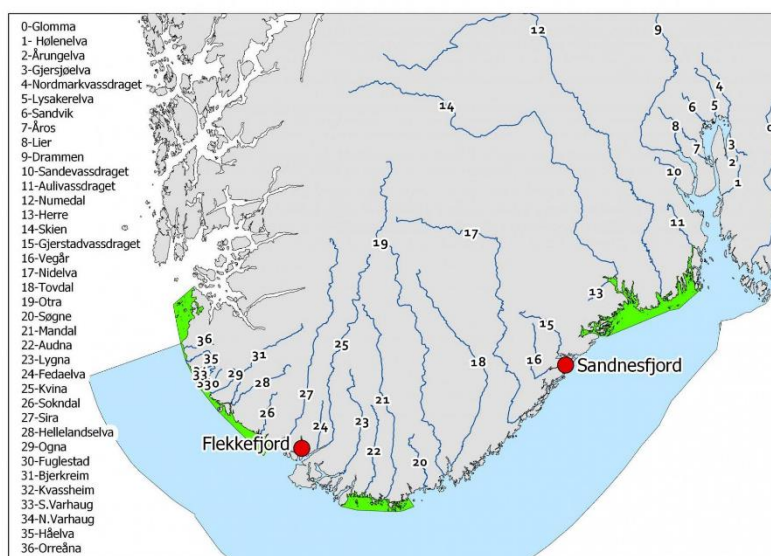 0-Glomma
1- Hølenelva
2-Årungelva
3-Gjersjøelva
4-Nordmarkvassdraget
5-Lysakerelva
6-Sandvik
7-Åros
8-Lier
9-Drammen
10-Sandevassdraget
11-Aulivassdraget
12-Numedal
13-Herre
14-Skien
15-Gjerstadvassdraget
16-Vegår
17-Nidelva
18-Tovdal
19-Otra
20-Søgne
21-Mandal
22-Audna
23-Lygna
24-Fedaelva
25-Kvina
26-Sokndal
27-Sira
28-Hellelandselva
29-Ogna
30-Fuglestad
31-Bjerkreim
32-Kvassheim
33-S.Varhaug
34-N.Varhaug
35-Håelva
36-Orreåna
12
9
14
4
6
5
8
3
7
2
10
1
11
17
19
13
15
36
31
35
25
33
29
18
16
30
28
Sandnesfjord
27
21
26
23
24
Flekkefjord
22
20